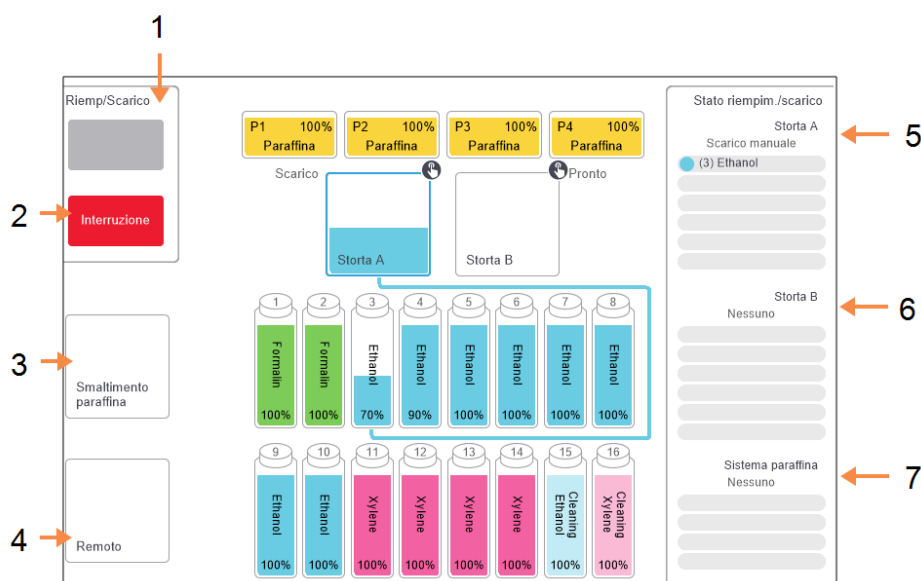 1
Riemp/Scarico
Interruzione
2
3
Smaltimento
paraffina
4
Remoto
P1 100%
Paraffina
P2 100%
Paraffina
P3 100%
Paraffina
P4 100%
Paraffina
Scarico
Pronto
Storta A
Storta B
1
Formalin
100%
2
Formalin
100%
3
Ethanol
70%
4
Ethanol
90%
5
Ethanol
100%
6
Ethanol
100%
7
Ethanol
100%
8
Ethanol
100%
9
Ethanol
100%
10
Ethanol
100%
11
Xylene
100%
12
Xylene
100%
13
Xylene
100%
14
Xylene
100%
15
Cleaning
Ethanol
100%
16
Cleaning
Xylene
100%
Stato riempim./scarico
Storta A
5
Scarico manuale
(3) Ethanol
Storta B
6
Nessuno
Sistema paraffina
7
Nessuno